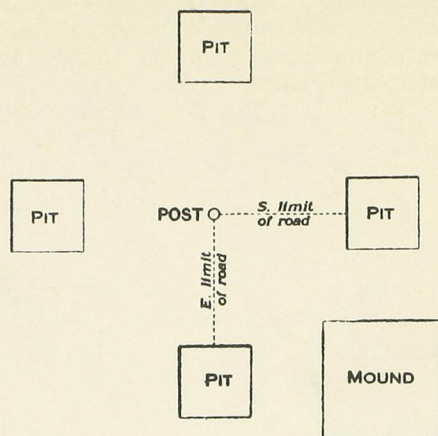 PIT
PIT
POST
S. limit
of road
PIT
E. limit
of road
PIT
MOUND